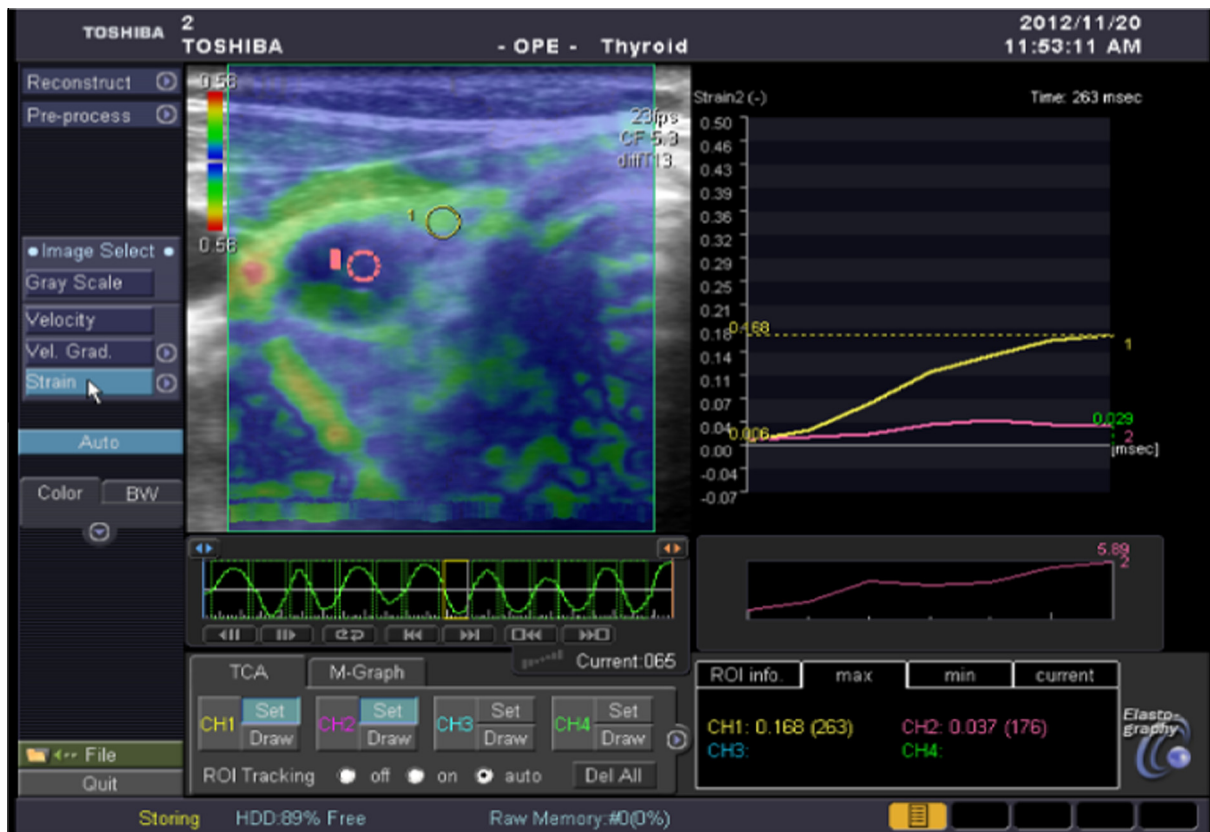 TOSHIBA
2
TOSHIBA
- OPE - Thyroid
2012/11/20
11:53:11 AM
Reconstruct
Pre-process
Image Select
Gray Scale
Velocity
Vel. Grad.
Strain
Auto
Color
BW
File
Quit
0.56
0.56
23fps
CF 5.3
diffT13.
1
Strain2 (-)
Time: 263 msec
0.50
0.46
0.43
0.39
0.36
0.32
0.29
0.25
0.21
0.18
0.14
0.11
0.07
0.04
0.00
-0.04
-0.07
0.168
1
0.006
0.029
2
[msec]
5.89
2
Current:065
TCA
M-Graph
CH1
Set
Draw
CH2
Set
Draw
CH3
Set
Draw
CH4
Set
Draw
ROI Tracking off on auto
Del All
ROI info.
max
min
current
CH1: 0.168 (263)
CH2: 0.037 (176)
CH3:
CH4:
Elasto-
graphy
Storing
HDD:89% Free
Raw Memory:#0(0%)